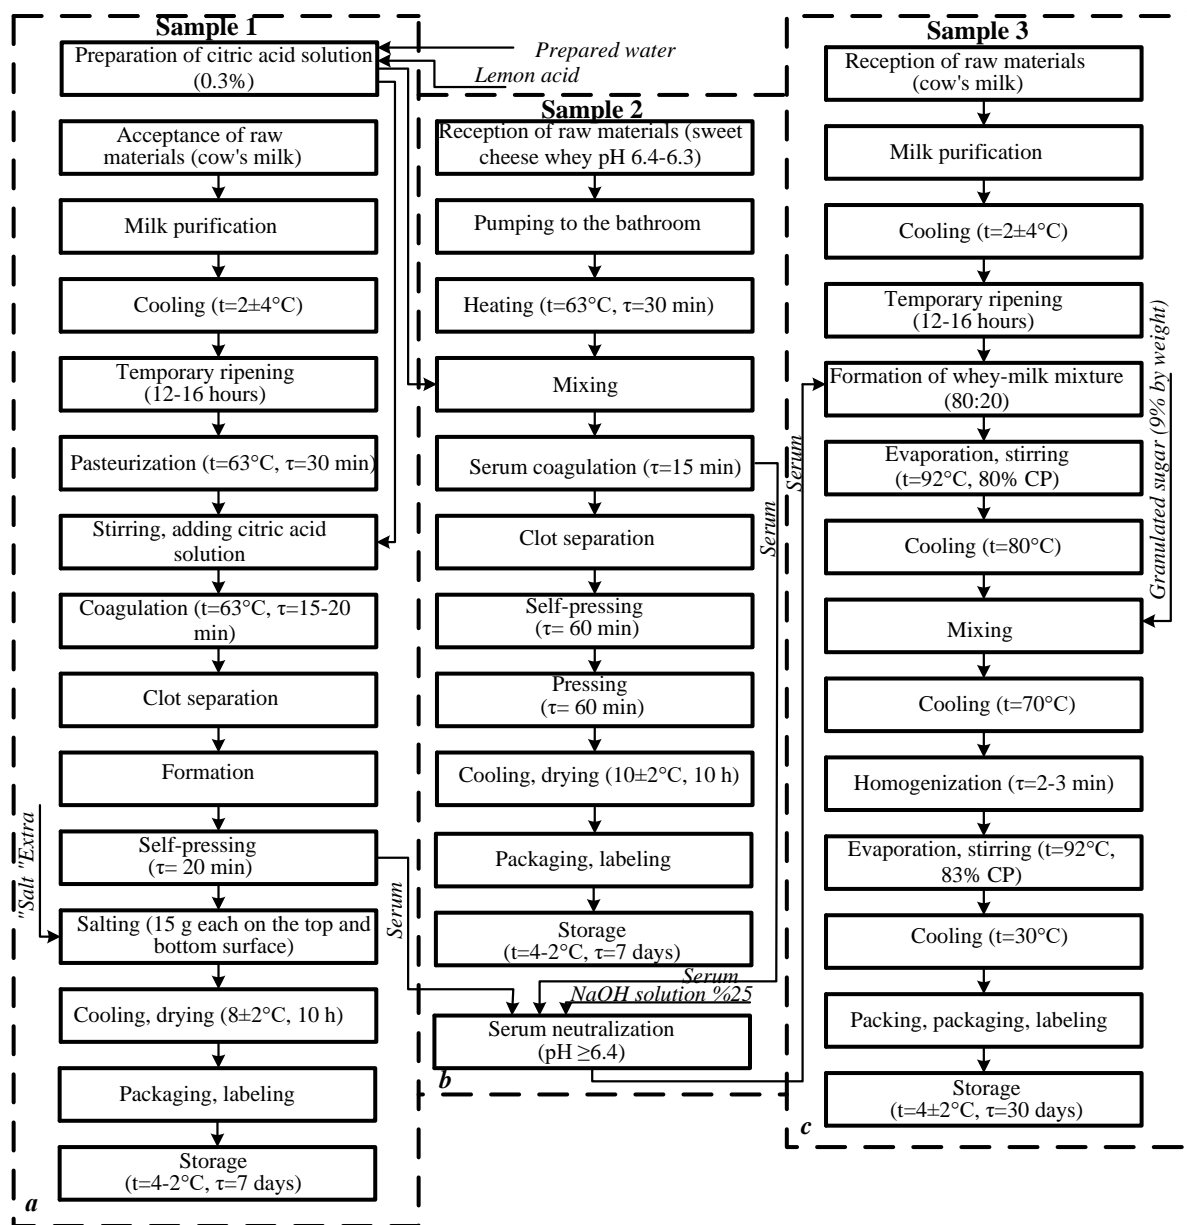 Sample 1
Preparation of citric acid solution
(0.3%)
Prepared water
Lemon acid
Acceptance of raw
materials (cow's milk)
Milk purification
Cooling (t=2±4°C)
Temporary ripening
(12-16 hours)
Pasteurization (t=63°C, τ=30 min)
Stirring, adding citric acid
solution
Coagulation (t=63°C, τ=15-20
min)
Clot separation
Formation
Self-pressing
(τ= 20 min)
"Salt "Extra
Salting (15 g each on the top and
bottom surface)
Cooling, drying (8±2°C, 10 h)
Packaging, labeling
Storage
(t=4-2°C, τ=7 days)
a
Serum
Sample 2
Reception of raw materials (sweet
cheese whey pH 6.4-6.3)
Pumping to the bathroom
Heating (t=63°C, τ=30 min)
Mixing
Serum coagulation (τ=15 min)
Clot separation
Self-pressing
(τ= 60 min)
Pressing
(τ= 60 min)
Cooling, drying (10±2°C, 10 h)
Packaging, labeling
Storage
(t=4-2°C, τ=7 days)
Serum
NaOH solution %25
Serum neutralization
(pH ≥6.4)
b
Serum
Serum
Sample 3
Reception of raw materials
(cow's milk)
Milk purification
Cooling (t=2±4°C)
Temporary ripening
(12-16 hours)
Formation of whey-milk mixture
(80:20)
Evaporation, stirring
(t=92°C, 80% CP)
Cooling (t=80°C)
Granulated sugar (9% by weight)
Mixing
Cooling (t=70°C)
Homogenization (τ=2-3 min)
Evaporation, stirring (t=92°C,
83% CP)
Cooling (t=30°C)
Packing, packaging, labeling
Storage
(t=4±2°C, τ=30 days)
c